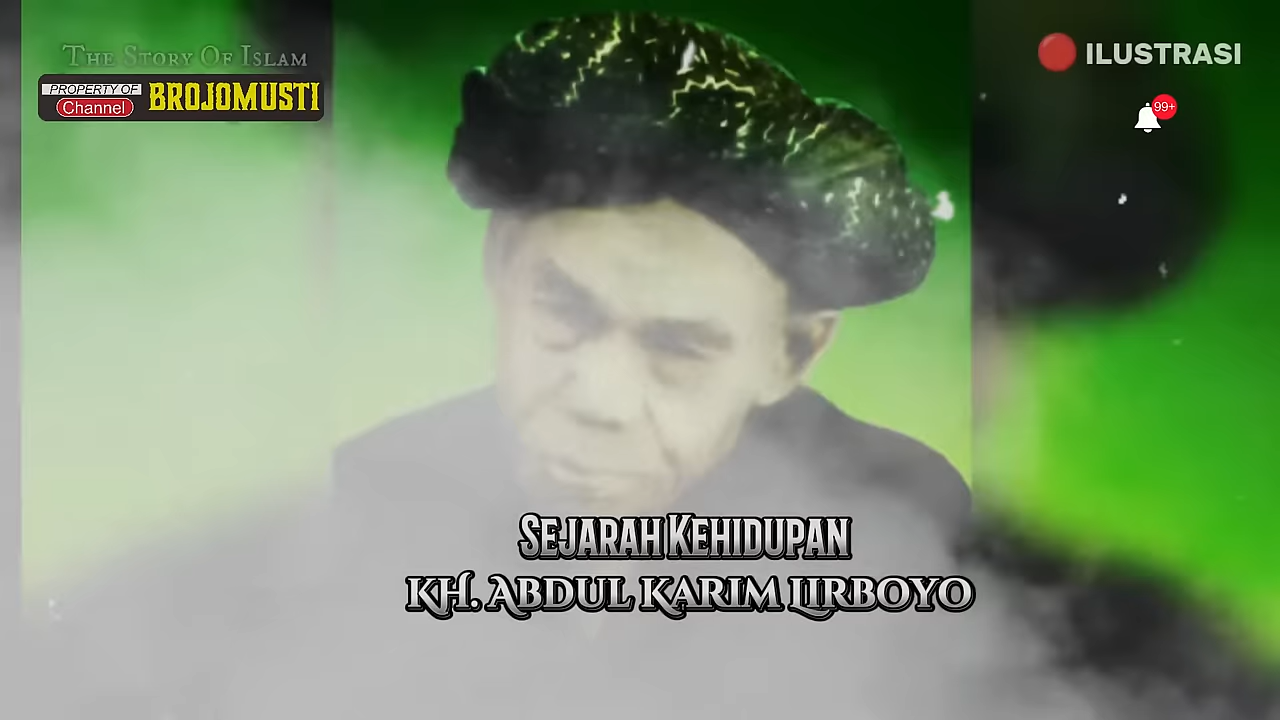 The Story Of Islam
PROPERTY OF
Channel
BROJOMUSTI
ILUSTRASI
99+
Sejarah Kehidupan
KH. Abdul Karim Lirboyo